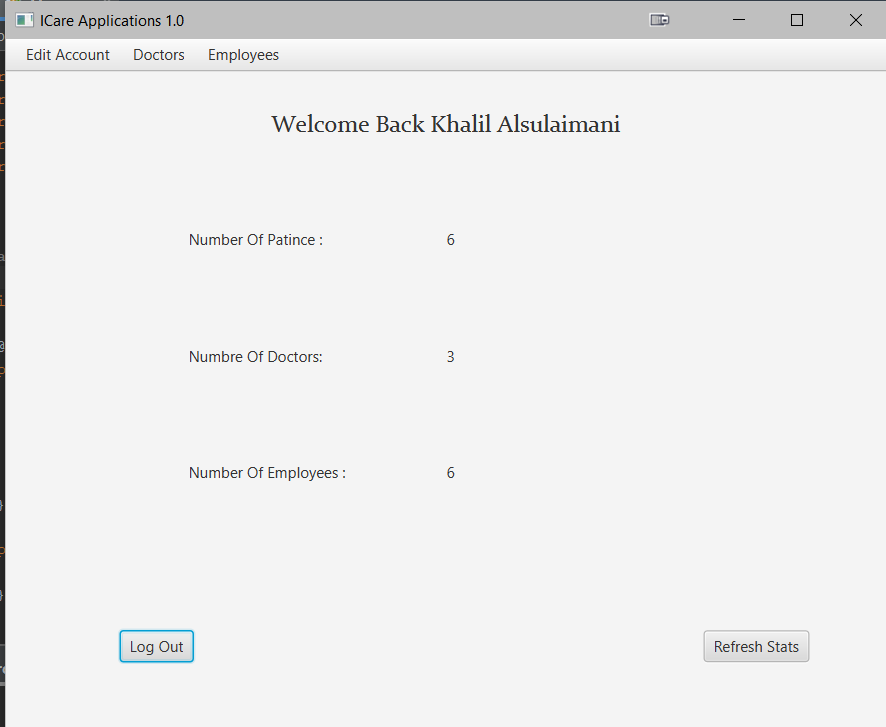 ICare Applications 1.0
Edit Account Doctors Employees
Welcome Back Khalil Alsulaimani
Number Of Patince : 6
Numbre Of Doctors: 3
Number Of Employees : 6
Log Out Refresh Stats